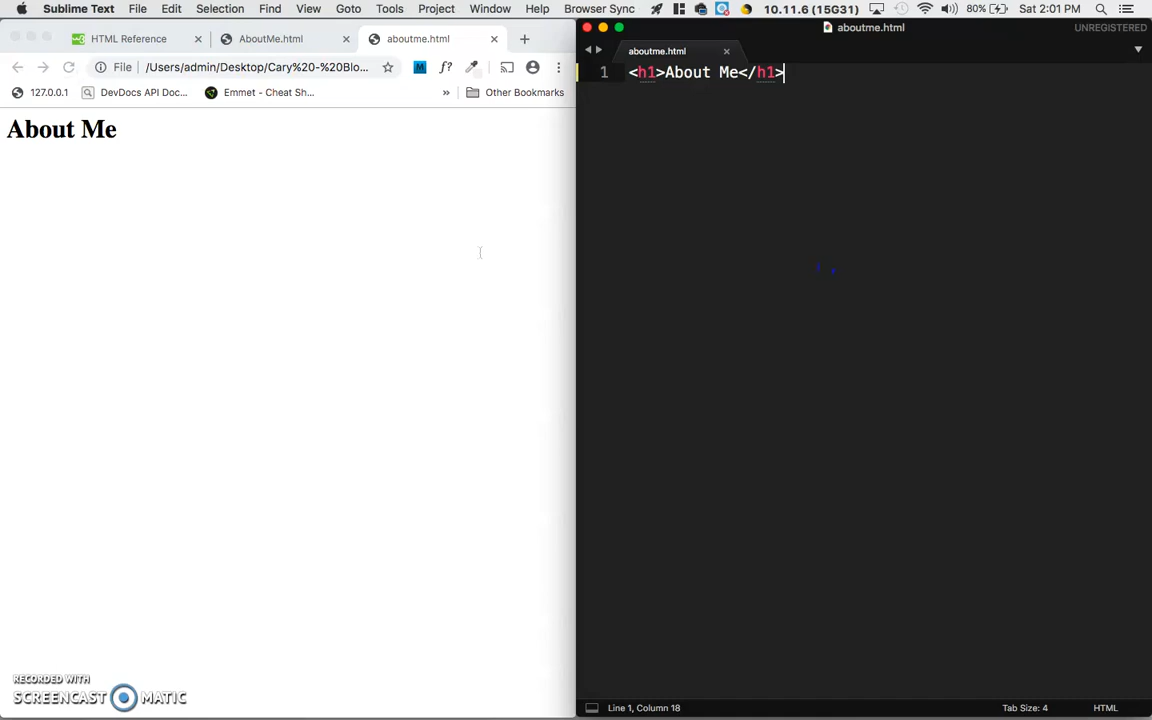 Sublime Text File Edit Selection Find View Goto Tools Project Window Help Browser Sync 10.11.6 (15G31) 80% Sat 2:01 PM
HTML Reference AboutMe.html aboutme.html
aboutme.html UNREGISTERED
File /Users/admin/Desktop/Cary%20-%20Blo...
aboutme.html
127.0.0.1 DevDocs API Doc... Emmet - Cheat Sh... » Other Bookmarks
1 <h1>About Me</h1>
About Me
RECORDED WITH
SCREENCAST MATIC
Line 1, Column 18 Tab Size: 4 HTML